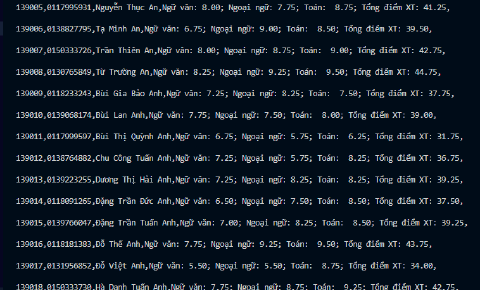 139005,0117995931,Nguyễn Thục An,Ngữ văn: 8.00; Ngoại ngữ: 7.75; Toán: 8.75; Tổng điểm XT: 41.25,
139006,0138827795,Tạ Minh An,Ngữ văn: 6.75; Ngoại ngữ: 9.00; Toán: 8.50; Tổng điểm XT: 39.50,
139007,0150333726,Trần Thiên An,Ngữ văn: 8.00; Ngoại ngữ: 8.75; Toán: 9.00; Tổng điểm XT: 42.75,
139008,0130765849,Từ Trường An,Ngữ văn: 8.25; Ngoại ngữ: 9.25; Toán: 9.50; Tổng điểm XT: 44.75,
139009,0118233243,Bùi Gia Bảo Anh,Ngữ văn: 7.25; Ngoại ngữ: 8.25; Toán: 7.50; Tổng điểm XT: 37.75,
139010,0139068174,Bùi Lan Anh,Ngữ văn: 7.75; Ngoại ngữ: 7.50; Toán: 8.00; Tổng điểm XT: 39.00,
139011,0117999597,Bùi Thị Quỳnh Anh,Ngữ văn: 6.75; Ngoại ngữ: 5.75; Toán: 6.25; Tổng điểm XT: 31.75,
139012,0138764882,Chu Công Tuấn Anh,Ngữ văn: 7.25; Ngoại ngữ: 5.75; Toán: 8.25; Tổng điểm XT: 36.75,
139013,0139223255,Dương Thị Hải Anh,Ngữ văn: 7.25; Ngoại ngữ: 8.25; Toán: 8.25; Tổng điểm XT: 39.25,
139014,0118091265,Đặng Trần Đức Anh,Ngữ văn: 6.50; Ngoại ngữ: 7.50; Toán: 8.50; Tổng điểm XT: 37.50,
139015,0139766047,Đặng Trần Tuấn Anh,Ngữ văn: 7.00; Ngoại ngữ: 8.25; Toán: 8.50; Tổng điểm XT: 39.25,
139016,0118181383,Đỗ Thế Anh,Ngữ văn: 7.75; Ngoại ngữ: 9.25; Toán: 9.50; Tổng điểm XT: 43.75,
139017,0131956852,Đỗ Việt Anh,Ngữ văn: 5.50; Ngoại ngữ: 5.50; Toán: 8.75; Tổng điểm XT: 34.00,
139018,0150333730,Hà Danh Tuấn Anh,Ngữ văn: 7.75; Ngoại ngữ: 8.75; Toán: 9.25; Tổng điểm XT: 42.75,